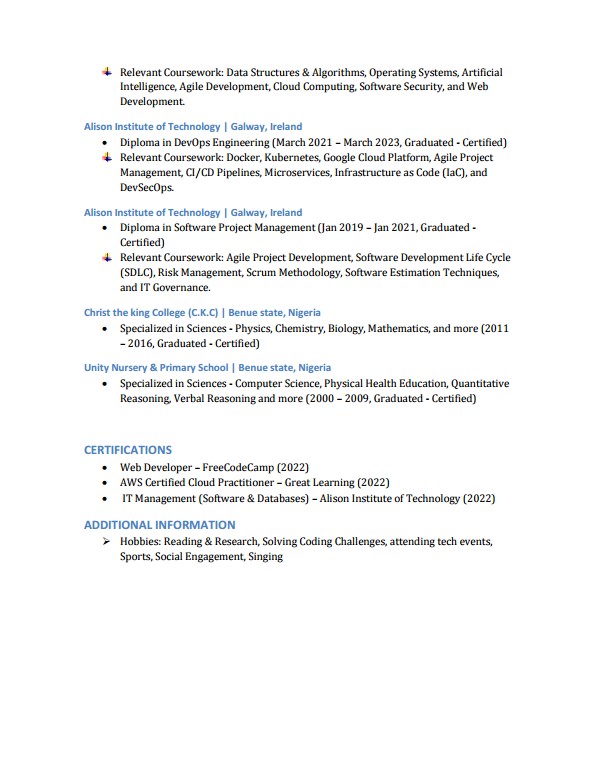 Relevant Coursework: Data Structures & Algorithms, Operating Systems, Artificial
Intelligence, Agile Development, Cloud Computing, Software Security, and Web
Development.
Alison Institute of Technology | Galway, Ireland
• Diploma in DevOps Engineering (March 2021 – March 2023, Graduated - Certified)
Relevant Coursework: Docker, Kubernetes, Google Cloud Platform, Agile Project
Management, CI/CD Pipelines, Microservices, Infrastructure as Code (IaC), and
DevSecOps.
Alison Institute of Technology | Galway, Ireland
• Diploma in Software Project Management (Jan 2019 – Jan 2021, Graduated -
Certified)
Relevant Coursework: Agile Project Development, Software Development Life Cycle
(SDLC), Risk Management, Scrum Methodology, Software Estimation Techniques,
and IT Governance.
Christ the king College (C.K.C) | Benue state, Nigeria
• Specialized in Sciences - Physics, Chemistry, Biology, Mathematics, and more (2011
– 2016, Graduated - Certified)
Unity Nursery & Primary School | Benue state, Nigeria
• Specialized in Sciences - Computer Science, Physical Health Education, Quantitative
Reasoning, Verbal Reasoning and more (2000 – 2009, Graduated - Certified)
CERTIFICATIONS
• Web Developer – FreeCodeCamp (2022)
• AWS Certified Cloud Practitioner – Great Learning (2022)
• IT Management (Software & Databases) – Alison Institute of Technology (2022)
ADDITIONAL INFORMATION
➢ Hobbies: Reading & Research, Solving Coding Challenges, attending tech events,
Sports, Social Engagement, Singing